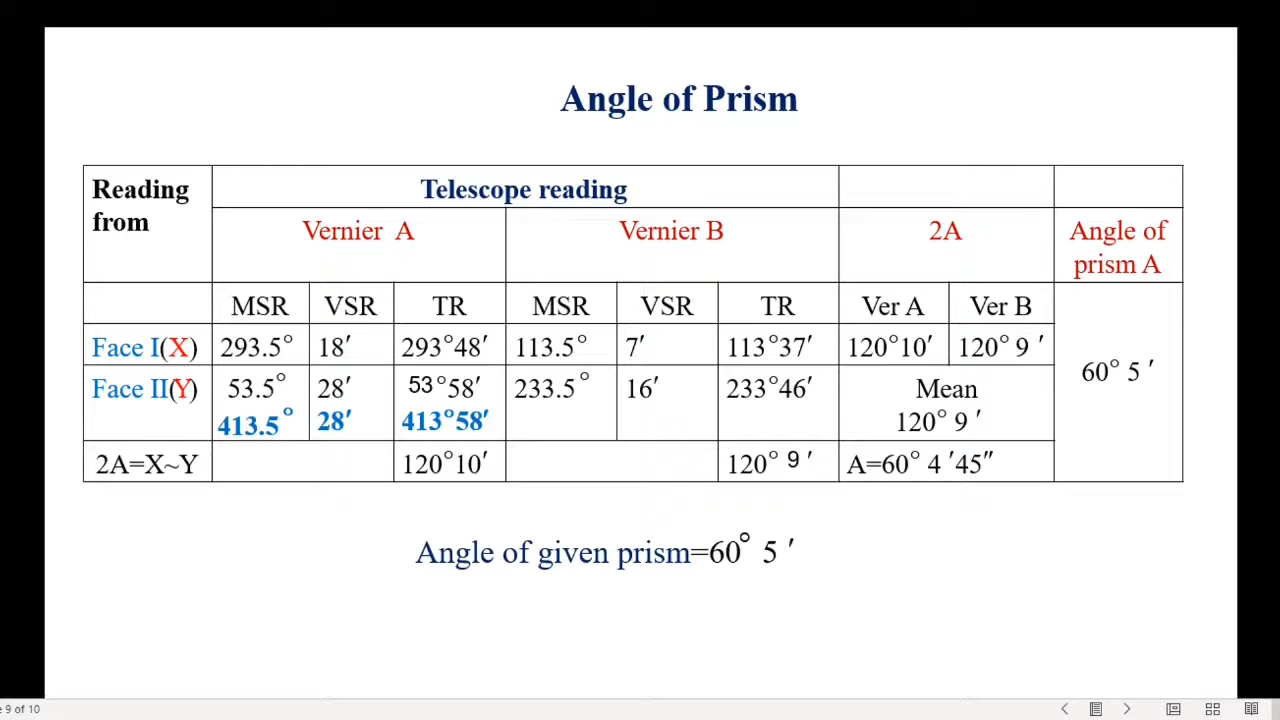 Angle of Prism
Reading from Telescope reading
Vernier A Vernier B 2A Angle of prism A
MSR VSR TR MSR VSR TR Ver A Ver B
Face I(X) 293.5° 18′ 293°48′ 113.5° 7′ 113°37′ 120°10′ 120° 9 ′ 60° 5 ′
Face II(Y) 53.5° 28′ 53°58′ 233.5° 16′ 233°46′ Mean
413.5° 28′ 413°58′ 120° 9 ′
2A=X~Y 120°10′ 120° 9 ′ A=60° 4 ′45″
Angle of given prism=60° 5 ′
9 of 10